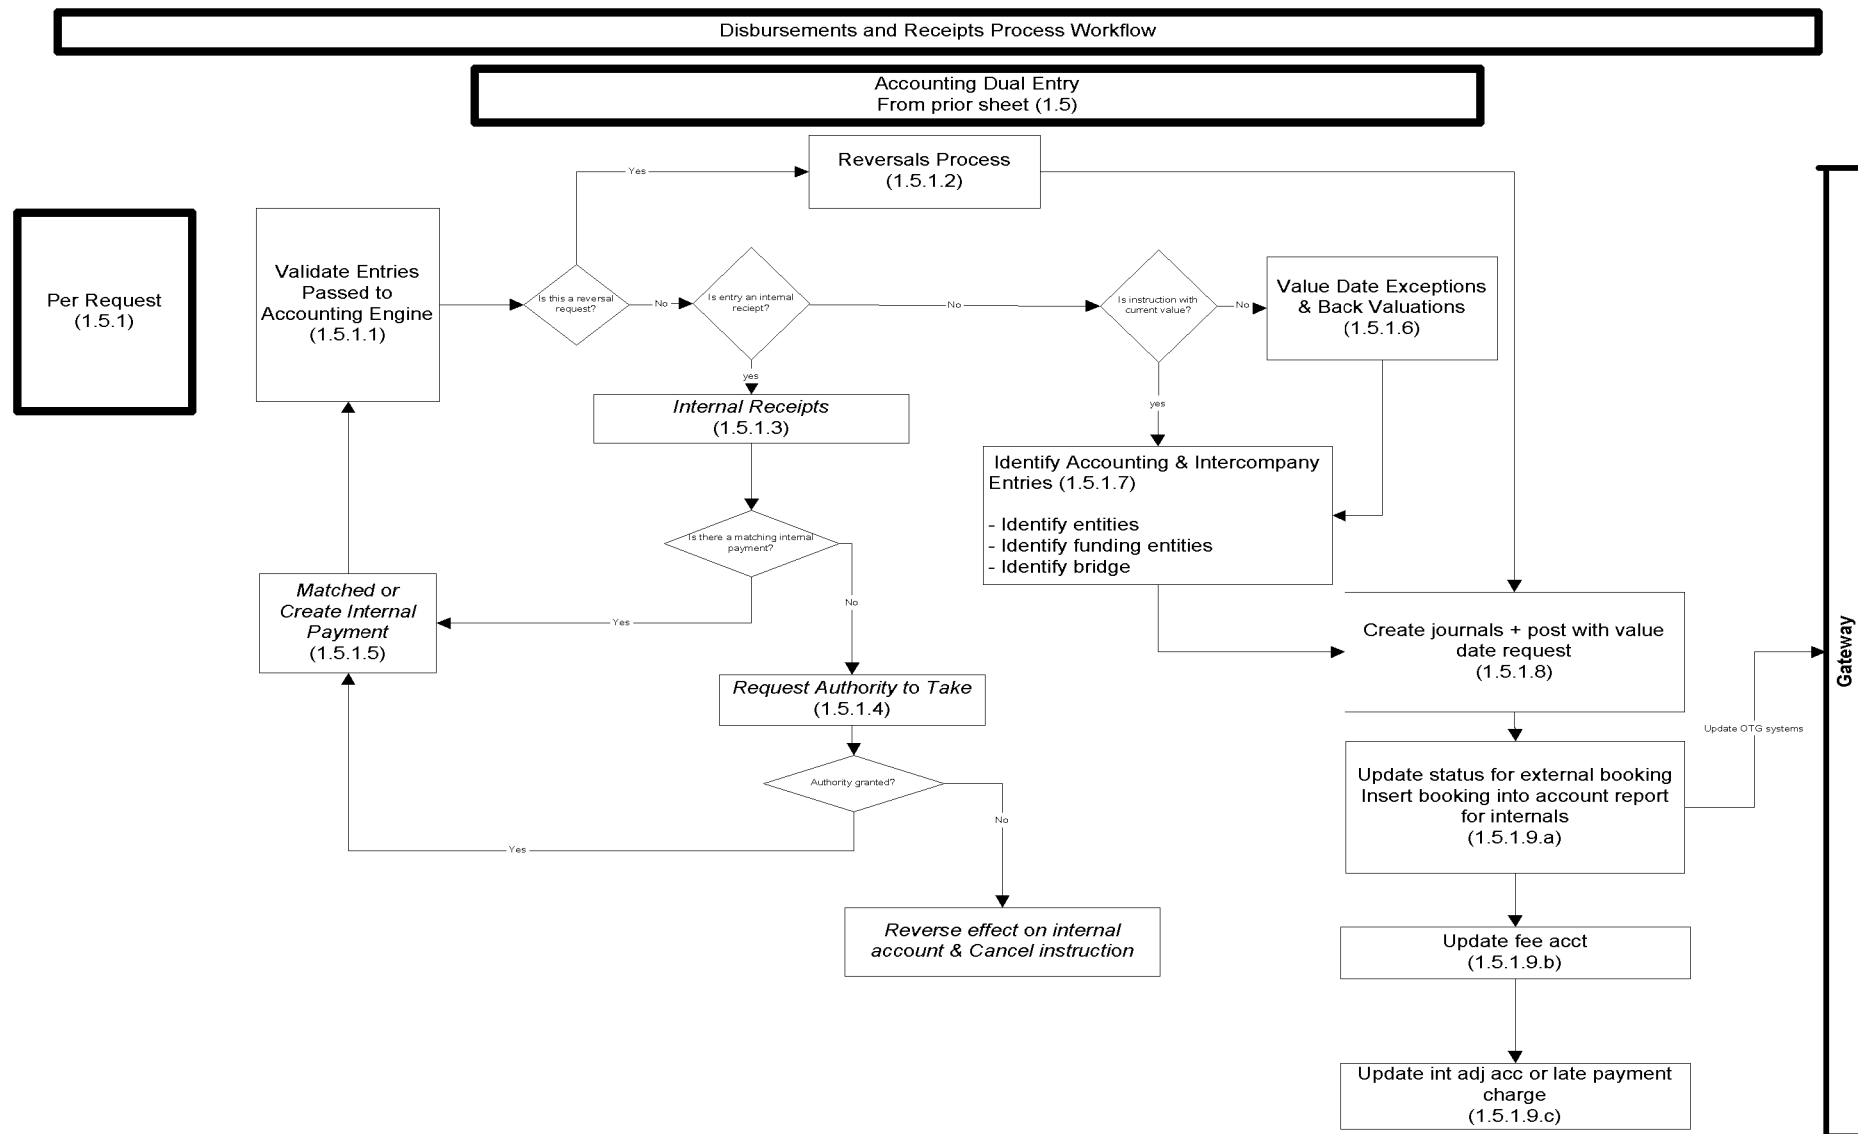 Disbursements and Receipts Process Workflow
Accounting Dual Entry
From prior sheet (1.5)
Reversals Process
(1.5.1.2)
Yes
Per Request
(1.5.1)
Validate Entries
Passed to
Accounting Engine
(1.5.1.1)
Is this a reversal
request?
No
Is entry an internal
reciept?
No
Is instruction with
current value?
No
Value Date Exceptions
& Back Valuations
(1.5.1.6)
yes
yes
Internal Receipts
(1.5.1.3)
Identify Accounting & Intercompany
Entries (1.5.1.7)
- Identify entities
- Identify funding entities
- Identify bridge
Is there a matching internal
payment?
No
Yes
Matched or
Create Internal
Payment
(1.5.1.5)
Create journals + post with value
date request
(1.5.1.8)
Gateway
Request Authority to Take
(1.5.1.4)
Update OTG systems
Authority granted?
No
Yes
Update status for external booking
Insert booking into account report
for internals
(1.5.1.9.a)
Reverse effect on internal
account & Cancel instruction
Update fee acct
(1.5.1.9.b)
Update int adj acc or late payment
charge
(1.5.1.9.c)